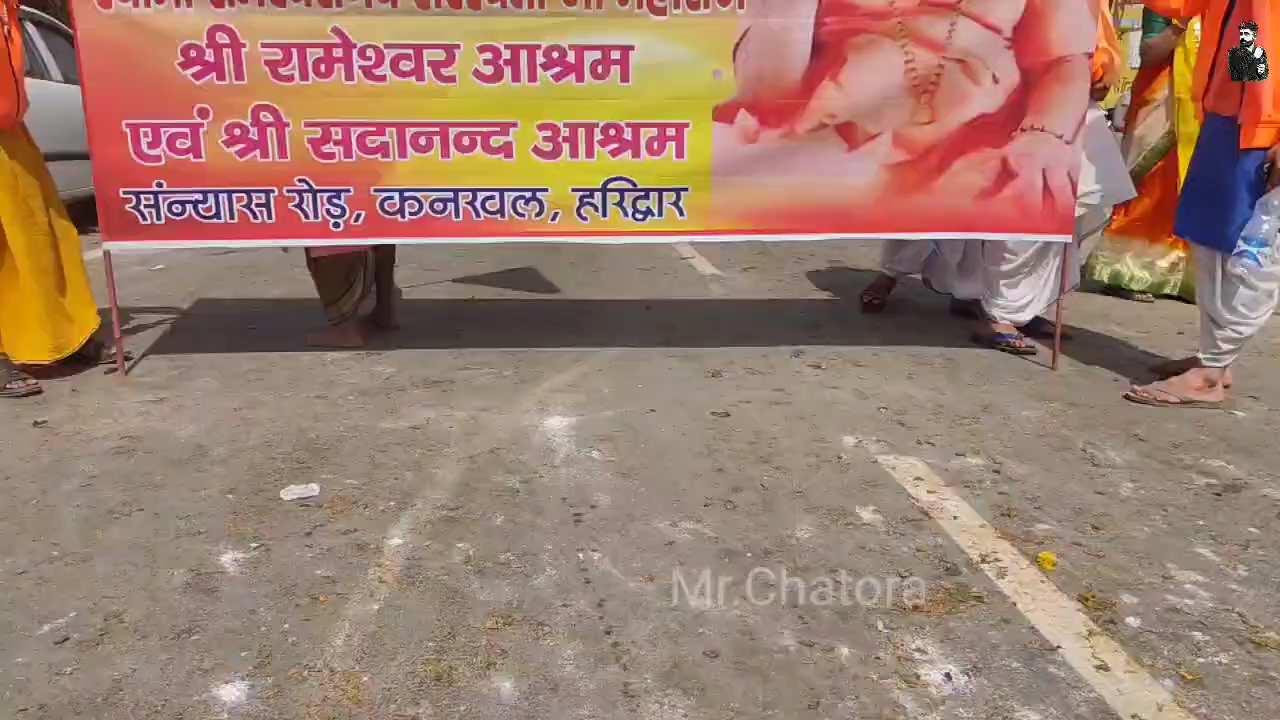 श्री रामेश्वर आश्रम
एवं श्री सदानन्द आश्रम
संन्यास रोड़, कनखल, हरिद्वार
Mr.Chatora